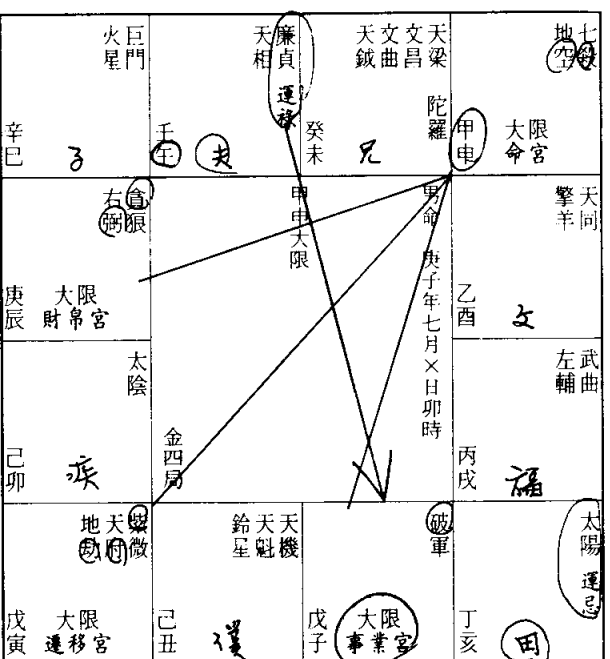 巨門
火星
辛巳
子
廉貞 運祿
天相
壬午
夫
天梁
文昌
文曲
天鉞
陀羅
癸未
兄
七殺
地空
甲申
大限
命宮
貪狼
右弼
庚辰
大限
財帛宮
男命 庚子年七月×日卯時
甲申大限
金四局
天同
擎羊
乙酉
父
太陰
己卯
疾
武曲
左輔
丙戌
福
紫微
天府
地劫
戊寅
大限
遷移宮
天機
天魁
鈴星
己丑
破軍
戊子
大限
事業宮
太陽 運忌
丁亥
田